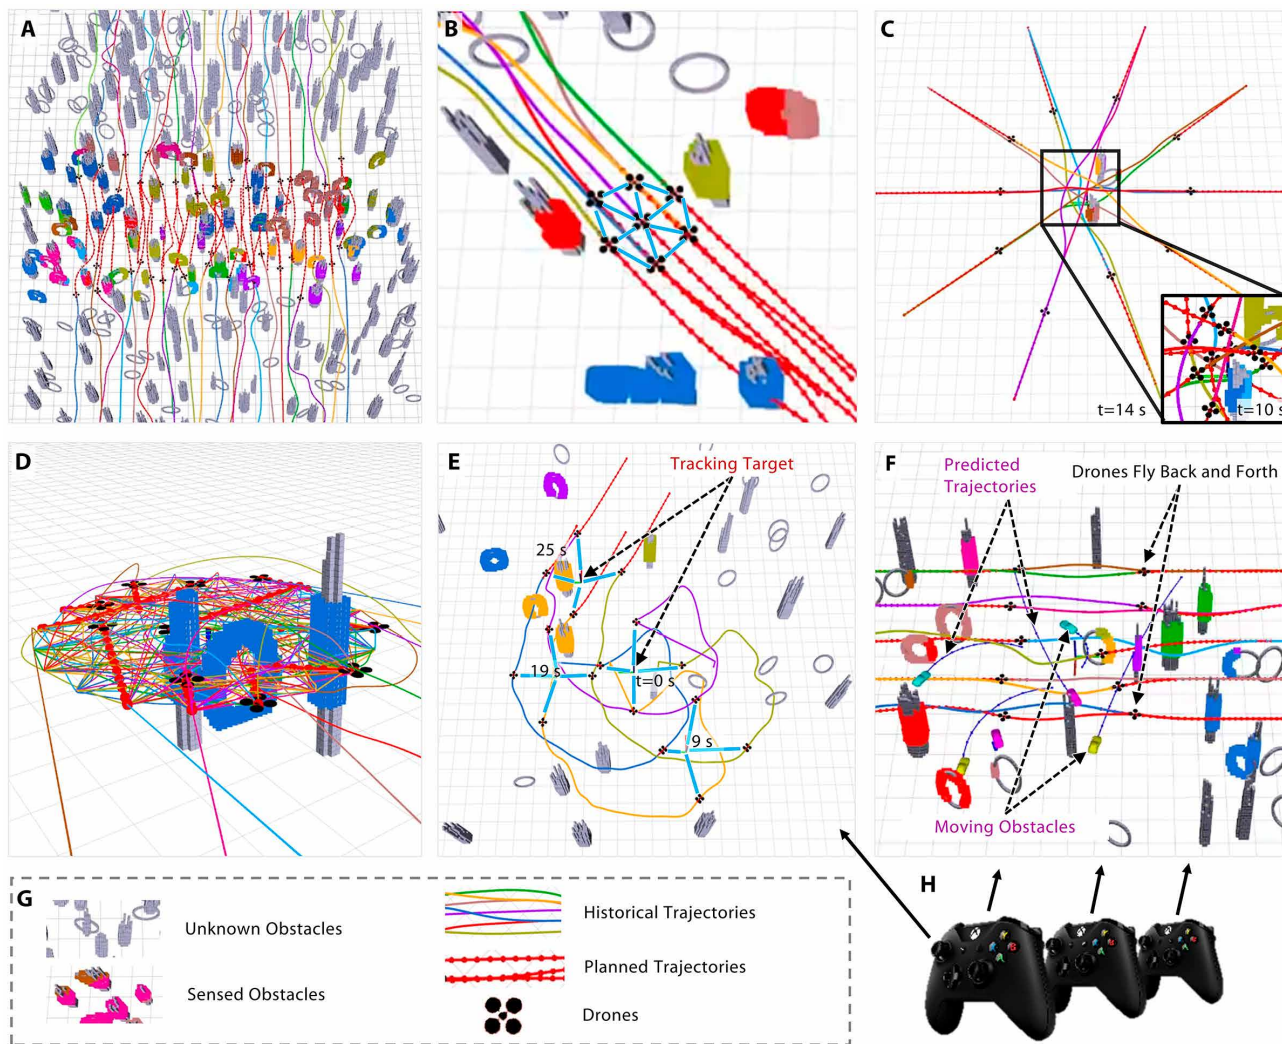 A
B
C
t=14 s
t=10 s
D
E
Tracking Target
25 s
19 s
t=0 s
9 s
F
Predicted
Trajectories
Drones Fly Back and Forth
Moving Obstacles
G
Unknown Obstacles
Historical Trajectories
Planned Trajectories
Sensed Obstacles
Drones
H